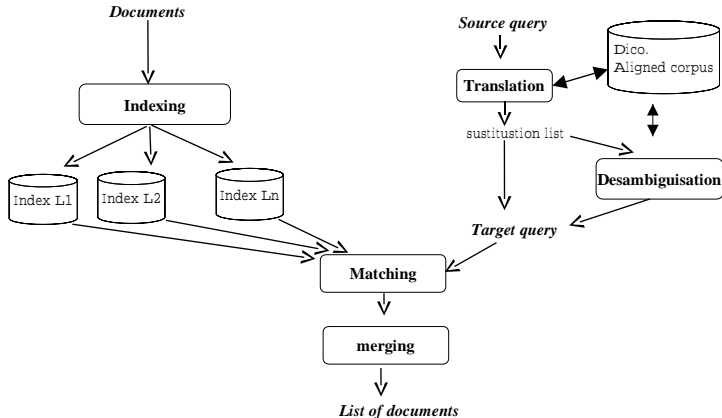 Documents
Source query
Dico.
Aligned corpus
Translation
Indexing
sustitustion list
Index L1
Index L2
Index Ln
Desambiguisation
Target query
Matching
merging
List of documents